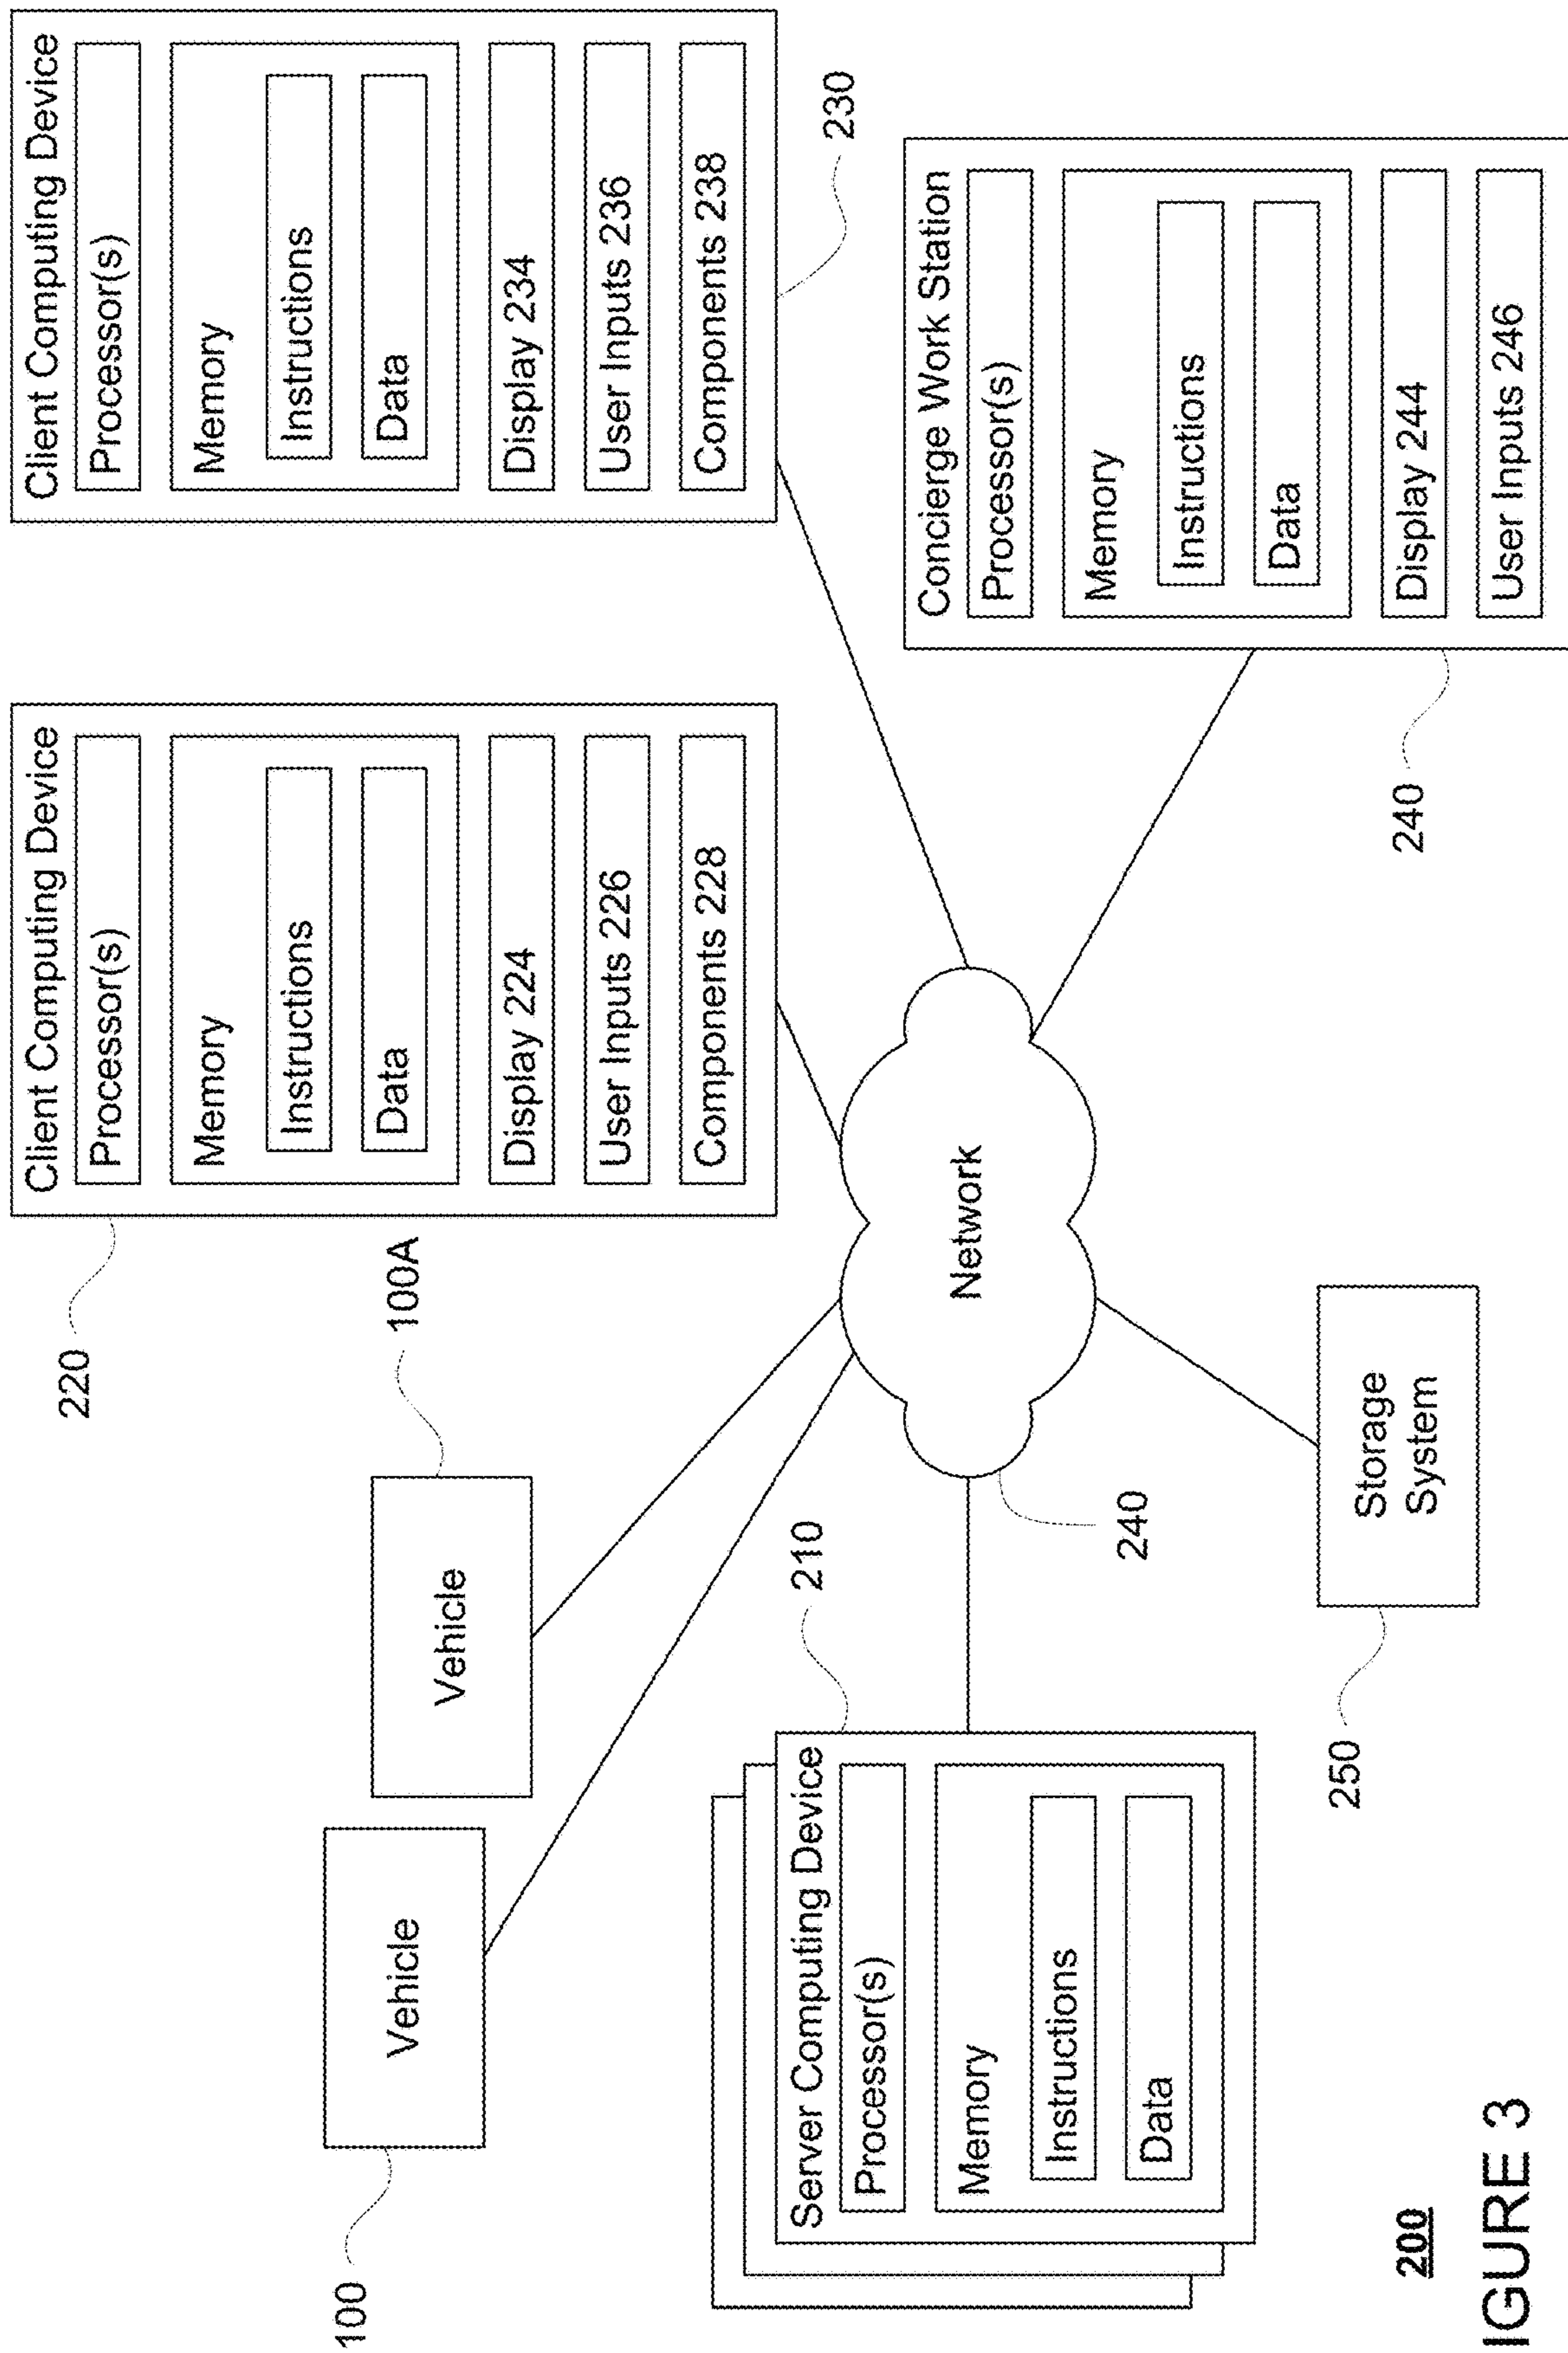 100
Vehicle
100A
Vehicle
220
Client Computing Device
Processor(s)
Memory
Instructions
Data
Display 224
User Inputs 226
Components 228
Client Computing Device
Processor(s)
Memory
Instructions
Data
Display 234
User Inputs 236
Components 238
230
210
Server Computing Device
Processor(s)
Memory
Instructions
Data
Network
240
Concierge Work Station
Processor(s)
Memory
Instructions
Data
Display 244
User Inputs 246
240
250
Storage
System
200
IGURE 3